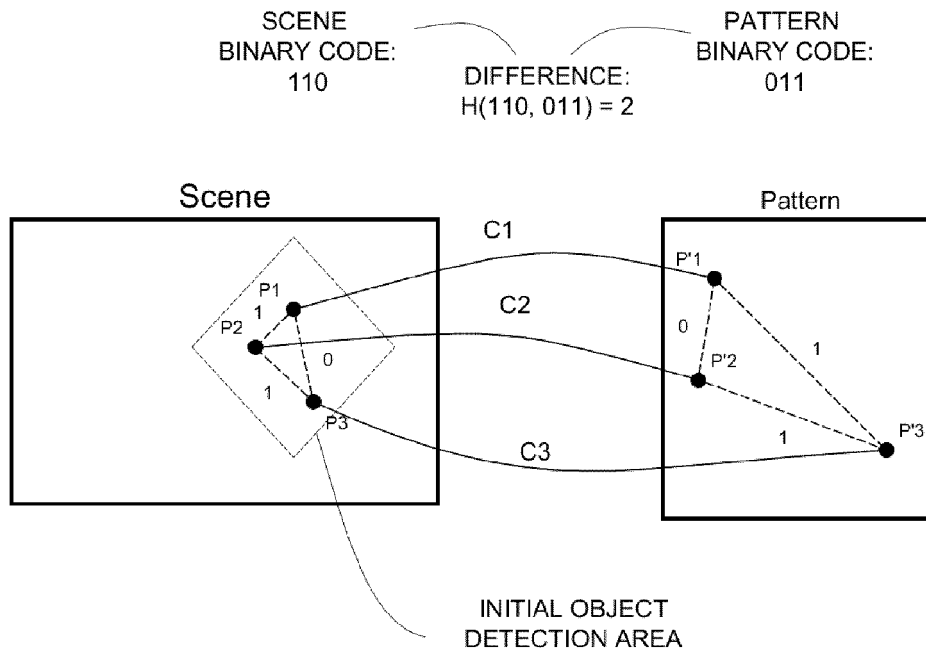 SCENE
BINARY CODE:
110
PATTERN
BINARY CODE:
011
DIFFERENCE:
H(110, 011) = 2
Scene
Pattern
C1
P'1
P1
1
C2
P2
0
0
1
P'2
1
P3
1
P'3
C3
INITIAL OBJECT
DETECTION AREA